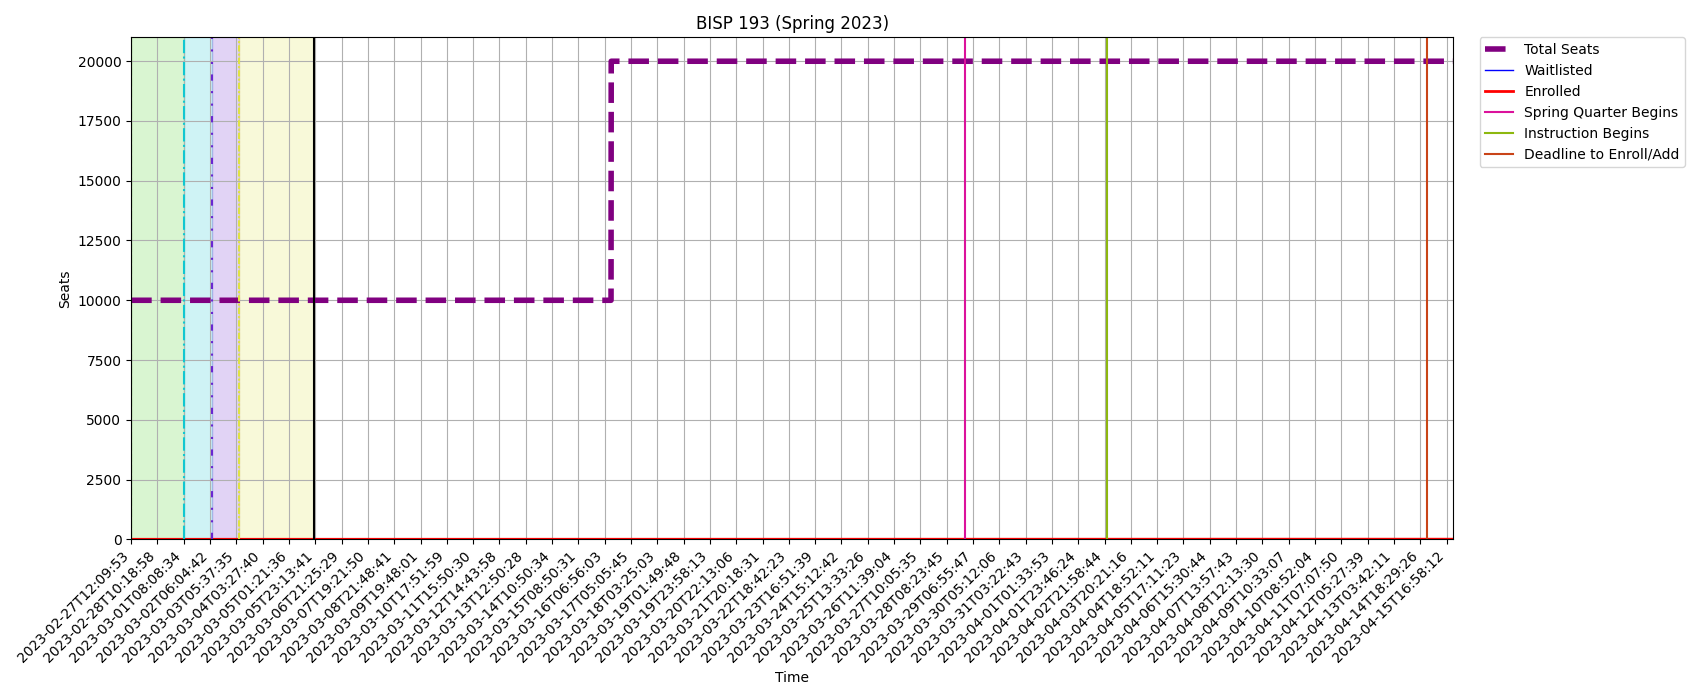 BISP 193 (Spring 2023)
Seats
20000
17500
15000
12500
10000
7500
5000
2500
0
2023-02-27T12:09:53
2023-02-28T10:18:58
2023-03-01T08:08:34
2023-03-02T06:04:42
2023-03-03T05:37:35
2023-03-04T03:27:40
2023-03-05T01:21:36
2023-03-05T23:13:41
2023-03-06T21:25:29
2023-03-07T19:21:50
2023-03-08T21:48:41
2023-03-09T19:48:01
2023-03-10T17:51:59
2023-03-11T15:50:30
2023-03-12T14:43:58
2023-03-13T12:50:28
2023-03-14T10:50:34
2023-03-15T08:50:31
2023-03-16T06:56:03
2023-03-17T05:05:45
2023-03-18T03:25:03
2023-03-19T01:49:48
2023-03-19T23:58:13
2023-03-20T22:13:06
2023-03-21T20:18:31
2023-03-22T18:42:23
2023-03-23T16:51:39
2023-03-24T15:12:42
2023-03-25T13:33:26
2023-03-26T11:39:04
2023-03-27T10:05:35
2023-03-28T08:23:45
2023-03-29T06:55:47
2023-03-30T05:12:06
2023-03-31T03:22:43
2023-04-01T01:33:53
2023-04-01T23:46:24
2023-04-02T21:58:44
2023-04-03T20:21:16
2023-04-04T18:52:11
2023-04-05T17:11:23
2023-04-06T15:30:44
2023-04-07T13:57:43
2023-04-08T12:13:30
2023-04-09T10:33:07
2023-04-10T08:52:04
2023-04-11T07:07:50
2023-04-12T05:27:39
2023-04-13T03:42:11
2023-04-14T18:29:26
2023-04-15T16:58:12
Time
Total Seats
Waitlisted
Enrolled
Spring Quarter Begins
Instruction Begins
Deadline to Enroll/Add